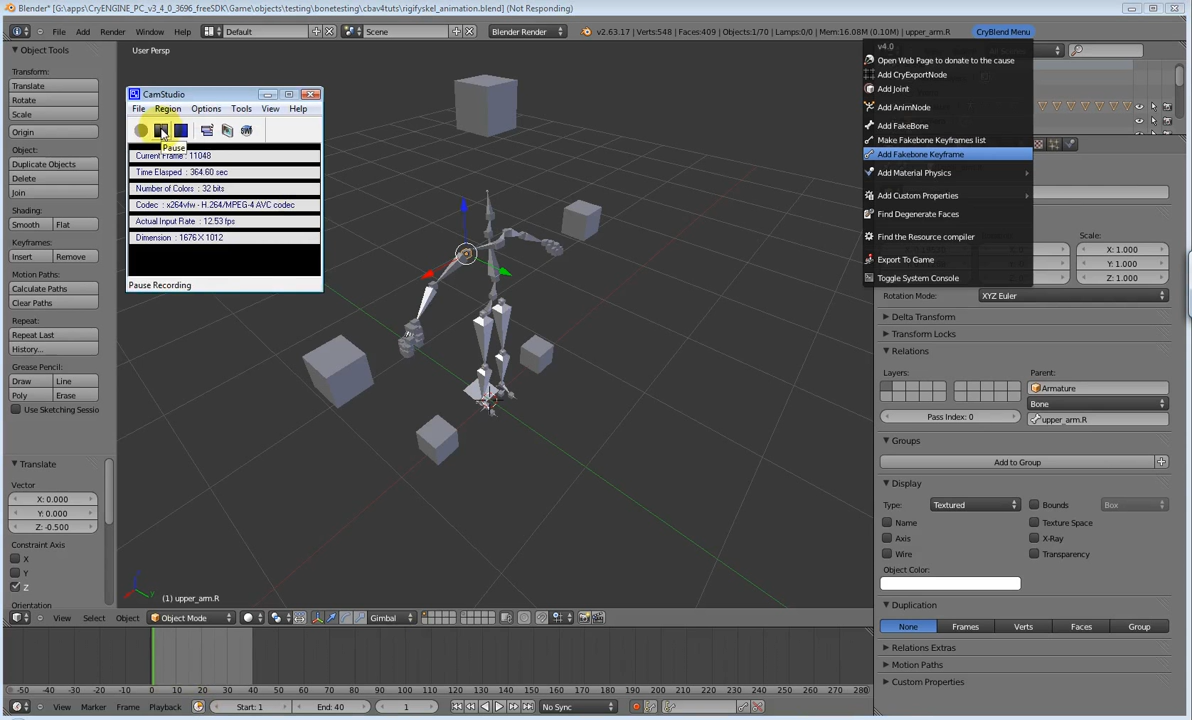 Blender* [G:\apps\CryENGINE_PC_v3_4_0_3696_freeSDK\Game\objects\testing\bonetesting\cbav4tuts\rigifyskel_animation.blend] (Not Responding)
File Add Render Window Help Default Scene Blender Render v2.63.17 | Verts:548 | Faces:409 | Objects:1/70 | Lamps:0/0 | Mem:16.08M (0.10M) | upper_arm.R CryBlend Menu
Object Tools
Transform:
Translate
Rotate
Scale
Origin
Object:
Duplicate Objects
Delete
Join
Shading:
Smooth Flat
Keyframes:
Insert Remove
Motion Paths:
Calculate Paths
Clear Paths
Repeat:
Repeat Last
History...
Grease Pencil:
Draw Line
Poly Erase
Use Sketching Sessio
Translate
Vector
X: 0.000
Y: 0.000
Z: -0.500
Constraint Axis
X
Y
Z
Orientation
User Persp
CamStudio
File Region Options Tools View Help
Pause
Current Frame : 11048
Time Elasped : 364.60 sec
Number of Colors : 32 bits
Codec : x264vfw - H.264/MPEG-4 AVC codec
Actual Input Rate : 12.53 fps
Dimension : 1676 X 1012
Pause Recording
(1) upper_arm.R
v4.0
Open Web Page to donate to the cause
Add CryExportNode
Add Joint
Add AnimNode
Add FakeBone
Make Fakebone Keyframes list
Add Fakebone Keyframe
Add Material Physics
Add Custom Properties
Find Degenerate Faces
Find the Resource compiler
Export To Game
Toggle System Console
Scale:
X: 1.000
Y: 1.000
Z: 1.000
Rotation Mode: XYZ Euler
Delta Transform
Transform Locks
Relations
Layers: Parent:
Armature
Bone
Pass Index: 0 upper_arm.R
Groups
Add to Group
Display
Type: Textured Bounds Box
Name Texture Space
Axis X-Ray
Wire Transparency
Object Color:
Duplication
None Frames Verts Faces Group
Relations Extras
Motion Paths
Custom Properties
View Select Object Object Mode Gimbal
-50 -40 -30 -20 -10 0 10 20 30 40 50 60 70 80 90 100 110 120 130 140 150 160 170 180 190 200 210 220 230 240 250 260 270 280
View Marker Frame Playback Start: 1 End: 40 1 No Sync